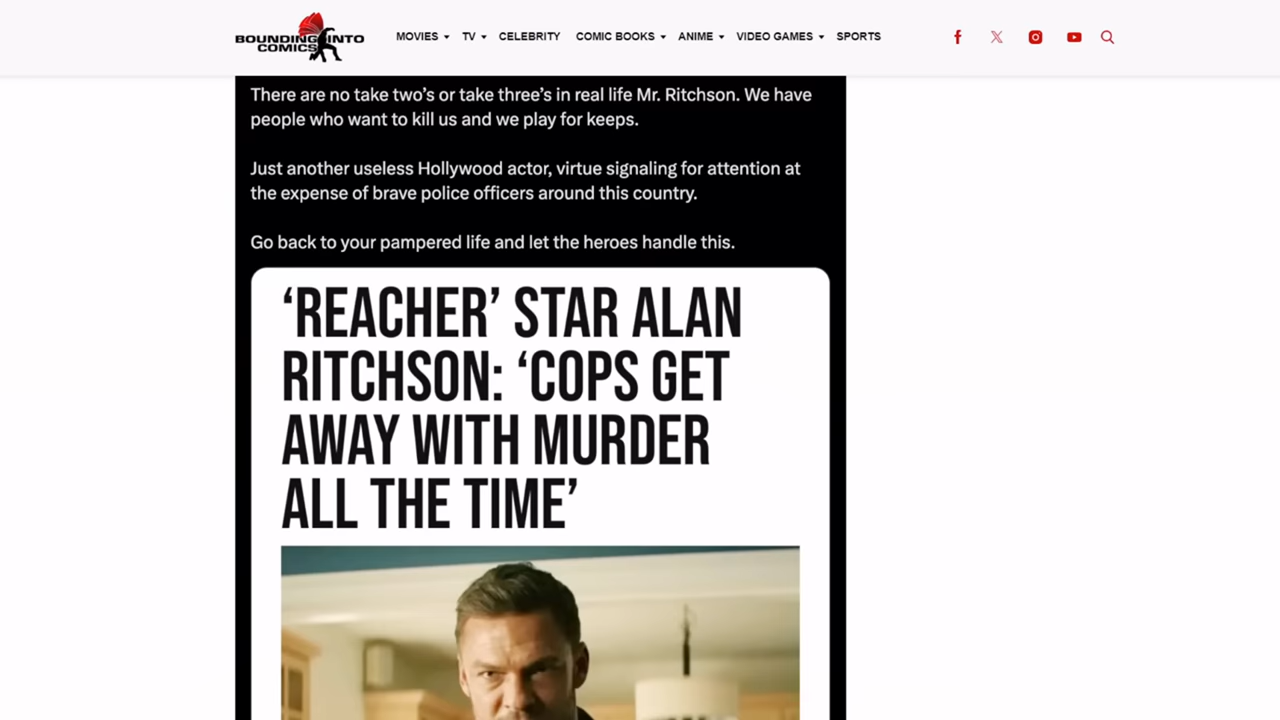 BOUNDING INTO
COMICS
MOVIES TV CELEBRITY COMIC BOOKS ANIME VIDEO GAMES SPORTS
There are no take two’s or take three’s in real life Mr. Ritchson. We have
people who want to kill us and we play for keeps.
Just another useless Hollywood actor, virtue signaling for attention at
the expense of brave police officers around this country.
Go back to your pampered life and let the heroes handle this.
‘REACHER’ STAR ALAN
RITCHSON: ‘COPS GET
AWAY WITH MURDER
ALL THE TIME’